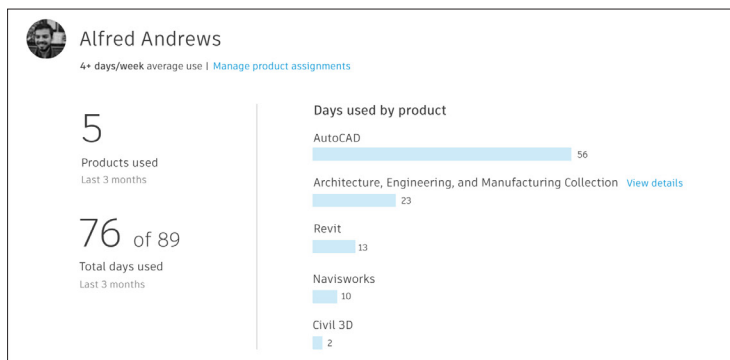 Alfred Andrews
4+ days/week average use | Manage product assignments
5
Products used
Last 3 months
76 of 89
Total days used
Last 3 months
Days used by product
AutoCAD
56
Architecture, Engineering, and Manufacturing Collection View details
23
Revit
13
Navisworks
10
Civil 3D
2